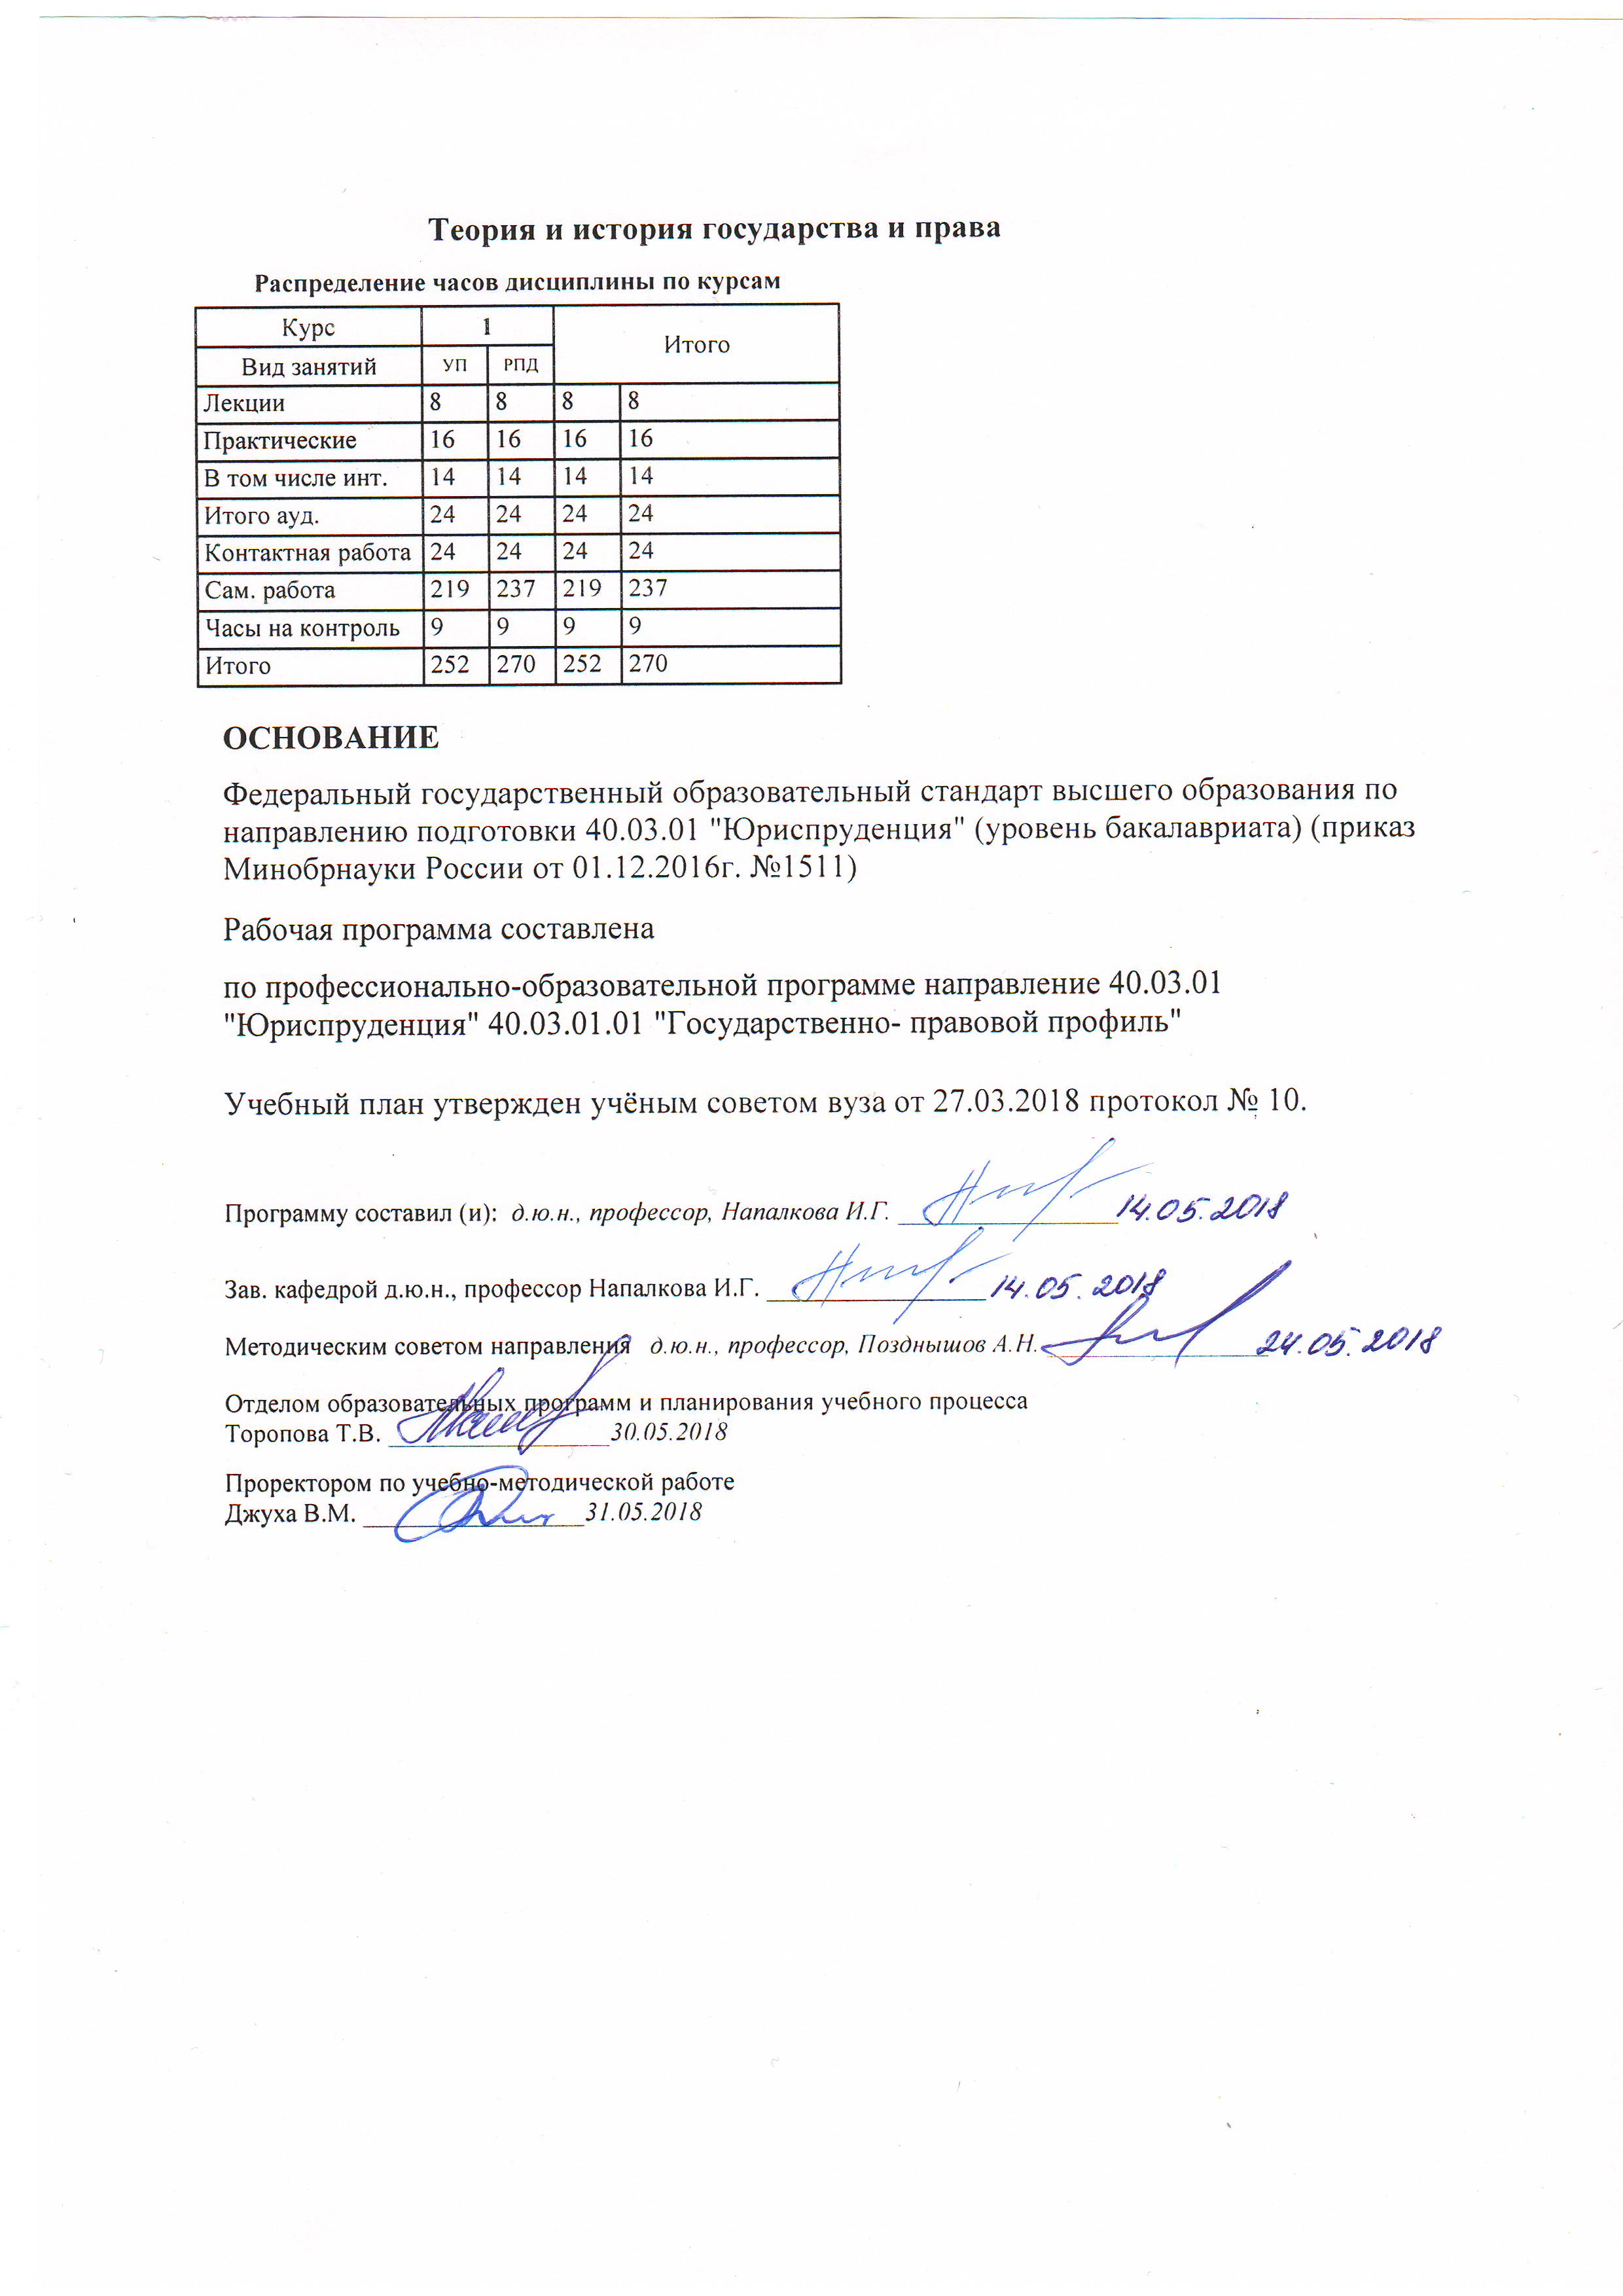 Теория и история государства и права
Распределение часов дисциплины по курсам
Курс 1 Итого
Вид занятий УП РПД
Лекции 8 8 8 8
Практические 16 16 16 16
В том числе инт. 14 14 14 14
Итого ауд. 24 24 24 24
Контактная работа 24 24 24 24
Сам. работа 219 237 219 237
Часы на контроль 9 9 9 9
Итого 252 270 252 270
ОСНОВАНИЕ
Федеральный государственный образовательный стандарт высшего образования по
направлению подготовки 40.03.01 "Юриспруденция" (уровень бакалавриата) (приказ
Минобрнауки России от 01.12.2016г. №1511)
Рабочая программа составлена
по профессионально-образовательной программе направление 40.03.01
"Юриспруденция" 40.03.01.01 "Государственно- правовой профиль"
Учебный план утвержден учёным советом вуза от 27.03.2018 протокол № 10.
Программу составил (и): д.ю.н., профессор, Напалкова И.Г. 14.05.2018
Зав. кафедрой д.ю.н., профессор Напалкова И.Г. 14.05.2018
Методическим советом направления д.ю.н., профессор, Позднышов А.Н. 24.05.2018
Отделом образовательных программ и планирования учебного процесса
Торопова Т.В. 30.05.2018
Проректором по учебно-методической работе
Джуха В.М. 31.05.2018